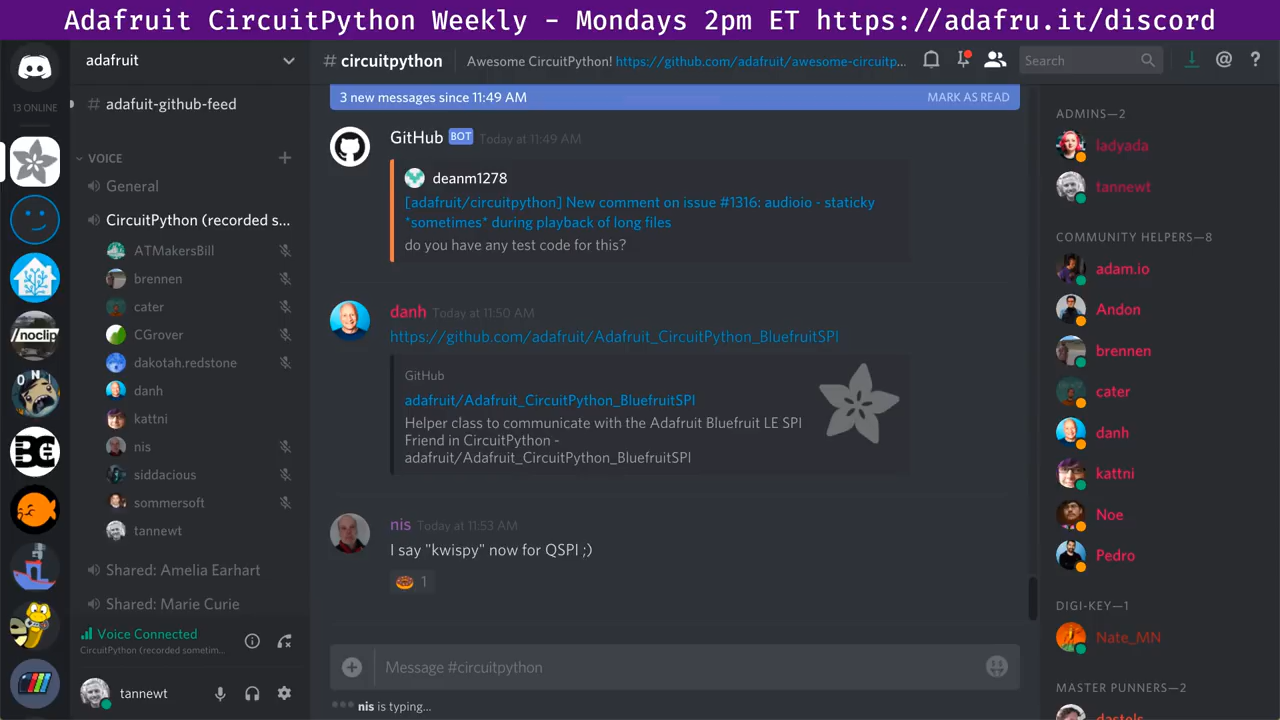 Adafruit CircuitPython Weekly – Mondays 2pm ET https://adafru.it/discord
13 ONLINE
/noclip
adafruit
# adafuit-github-feed
VOICE
General
CircuitPython (recorded s...
ATMakersBill
brennen
cater
CGrover
dakotah.redstone
danh
kattni
nis
siddacious
sommersoft
tannewt
Shared: Amelia Earhart
Shared: Marie Curie
Voice Connected
CircuitPython (recorded sometim...
tannewt
# circuitpython
Awesome CircuitPython! https://github.com/adafruit/awesome-circuitp...
Search
3 new messages since 11:49 AM
MARK AS READ
GitHub BOT Today at 11:49 AM
deanm1278
[adafruit/circuitpython] New comment on issue #1316: audioio - staticky
*sometimes* during playback of long files
do you have any test code for this?
danh Today at 11:50 AM
https://github.com/adafruit/Adafruit_CircuitPython_BluefruitSPI
GitHub
adafruit/Adafruit_CircuitPython_BluefruitSPI
Helper class to communicate with the Adafruit Bluefruit LE SPI
Friend in CircuitPython -
adafruit/Adafruit_CircuitPython_BluefruitSPI
nis Today at 11:53 AM
I say "kwispy" now for QSPI ;)
1
Message #circuitpython
nis is typing...
ADMINS—2
ladyada
tannewt
COMMUNITY HELPERS—8
adam.io
Andon
brennen
cater
danh
kattni
Noe
Pedro
DIGI-KEY—1
Nate_MN
MASTER PUNNERS—2